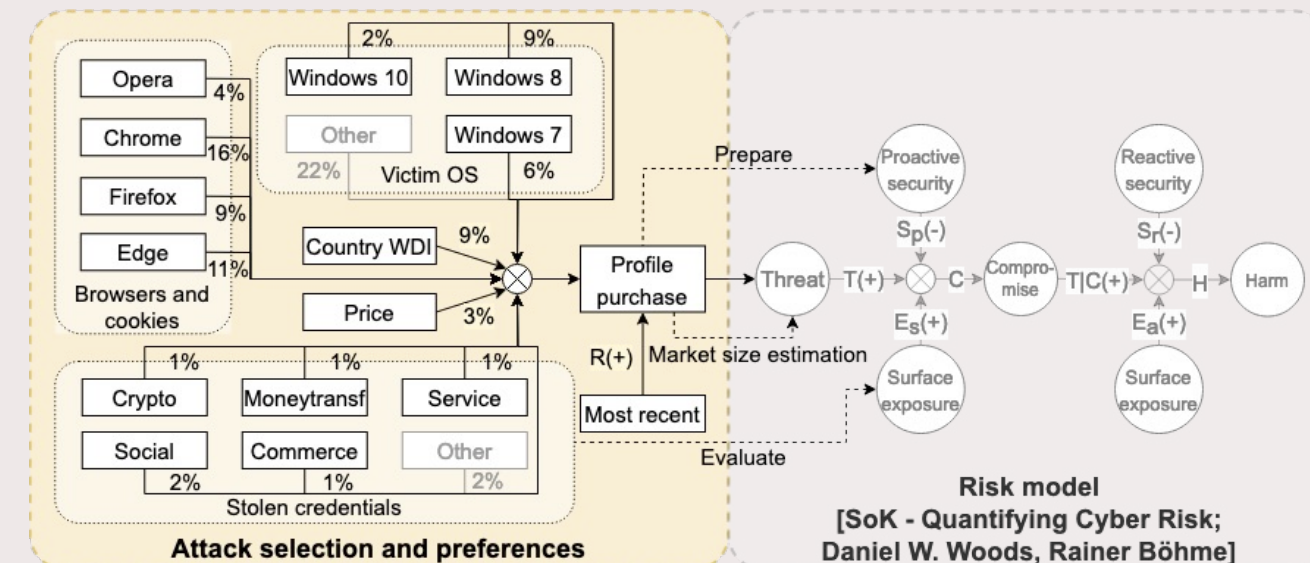 Opera
4%
Chrome
16%
Firefox
9%
Edge
11%
Browsers and
cookies
2%
9%
Windows 10
Windows 8
Other
22%
Windows 7
6%
Victim OS
Country WDI
9%
Price
3%
Profile
purchase
R(+)
Most recent
1%
1%
1%
Crypto
Moneytransf
Service
Social
Commerce
Other
2%
1%
2%
Stolen credentials
Attack selection and preferences
Prepare
Market size estimation
Evaluate
Threat
T(+)
Proactive
security
Sp(-)
C
Es(+)
Surface
exposure
Compro-
mise
T|C(+)
Reactive
security
Sr(-)
H
Ea(+)
Surface
exposure
Harm
Risk model
[SoK - Quantifying Cyber Risk;
Daniel W. Woods, Rainer Böhme]